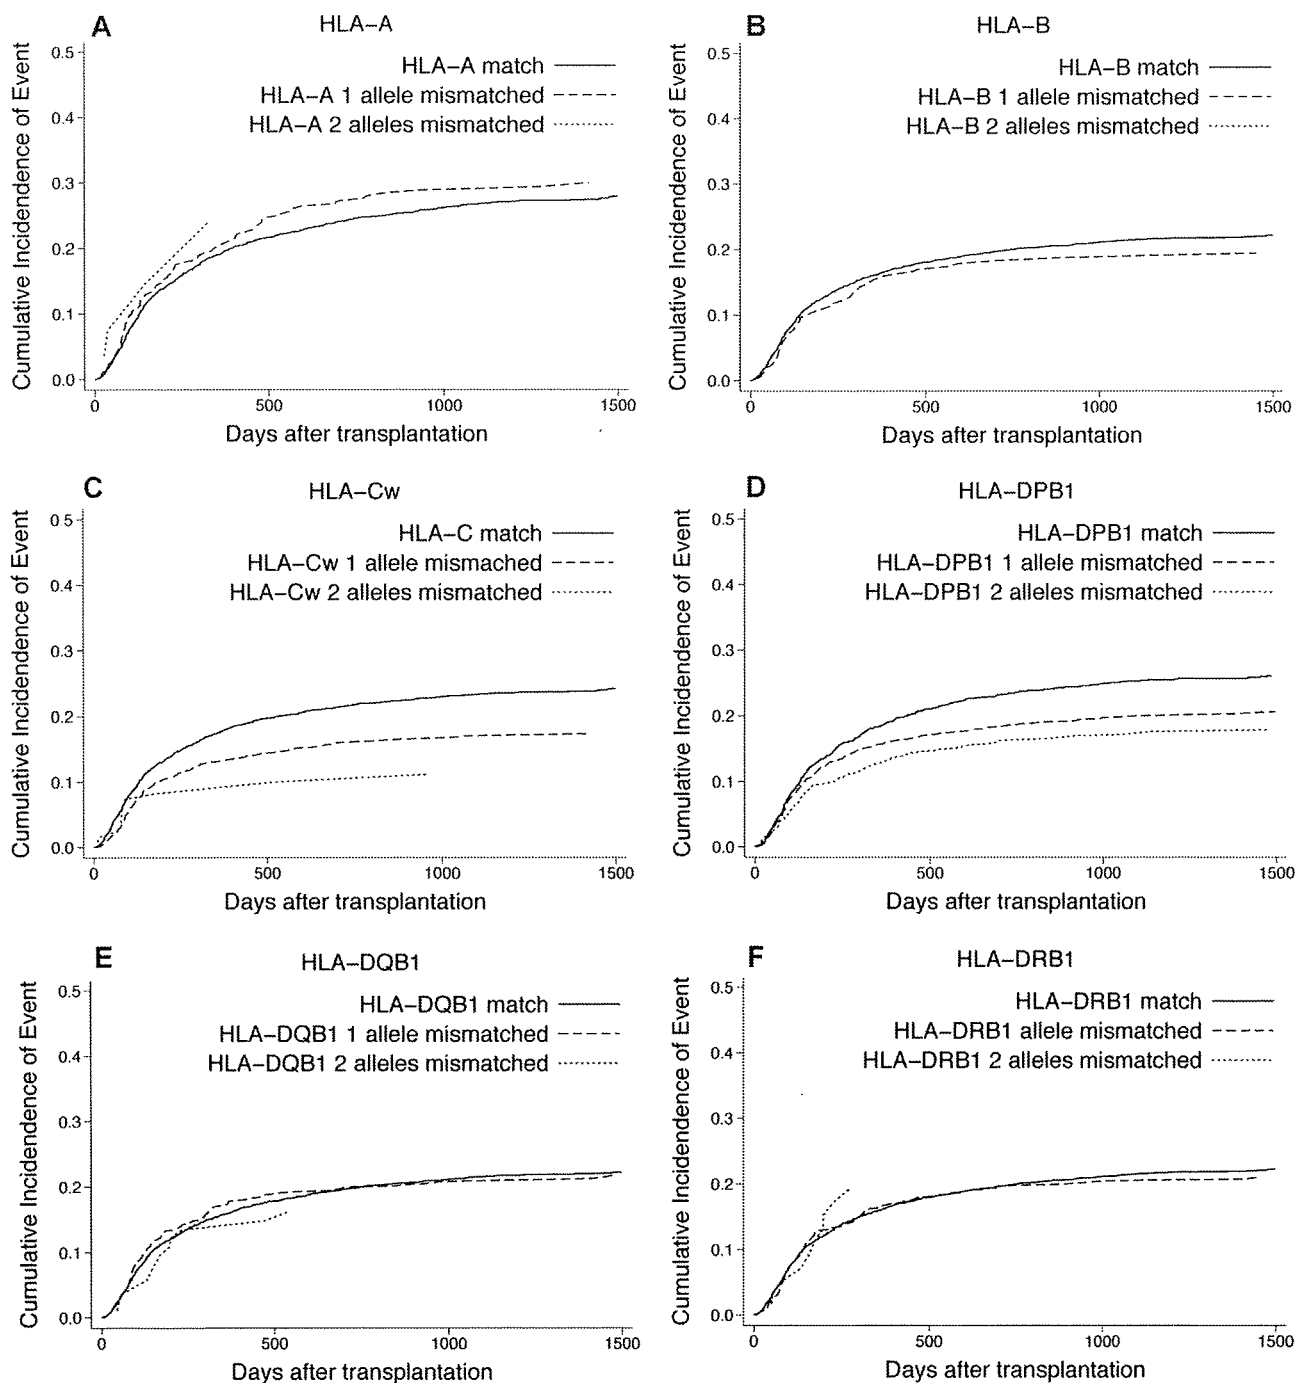 A
HLA-A
Cumulative Incidence of Event
0.5
0.4
0.3
0.2
0.1
0.0
HLA-A match
HLA-A 1 allele mismatched
HLA-A 2 alleles mismatched
0 500 1000 1500
Days after transplantation
B
HLA-B
Cumulative Incidence of Event
0.5
0.4
0.3
0.2
0.1
0.0
HLA-B match
HLA-B 1 allele mismatched
HLA-B 2 alleles mismatched
0 500 1000 1500
Days after transplantation
C
HLA-Cw
Cumulative Incidence of Event
0.5
0.4
0.3
0.2
0.1
0.0
HLA-C match
HLA-Cw 1 allele mismached
HLA-Cw 2 alleles mismatched
0 500 1000 1500
Days after transplantation
D
HLA-DPB1
Cumulative Incidence of Event
0.5
0.4
0.3
0.2
0.1
0.0
HLA-DPB1 match
HLA-DPB1 1 allele mismatched
HLA-DPB1 2 alleles mismatched
0 500 1000 1500
Days after transplantation
E
HLA-DQB1
Cumulative Incidence of Event
0.5
0.4
0.3
0.2
0.1
0.0
HLA-DQB1 match
HLA-DQB1 1 allele mismatched
HLA-DQB1 2 alleles mismatched
0 500 1000 1500
Days after transplantation
F
HLA-DRB1
Cumulative Incidence of Event
0.5
0.4
0.3
0.2
0.1
0.0
HLA-DRB1 match
HLA-DRB1 allele mismatched
HLA-DRB1 2 alleles mismatched
0 500 1000 1500
Days after transplantation